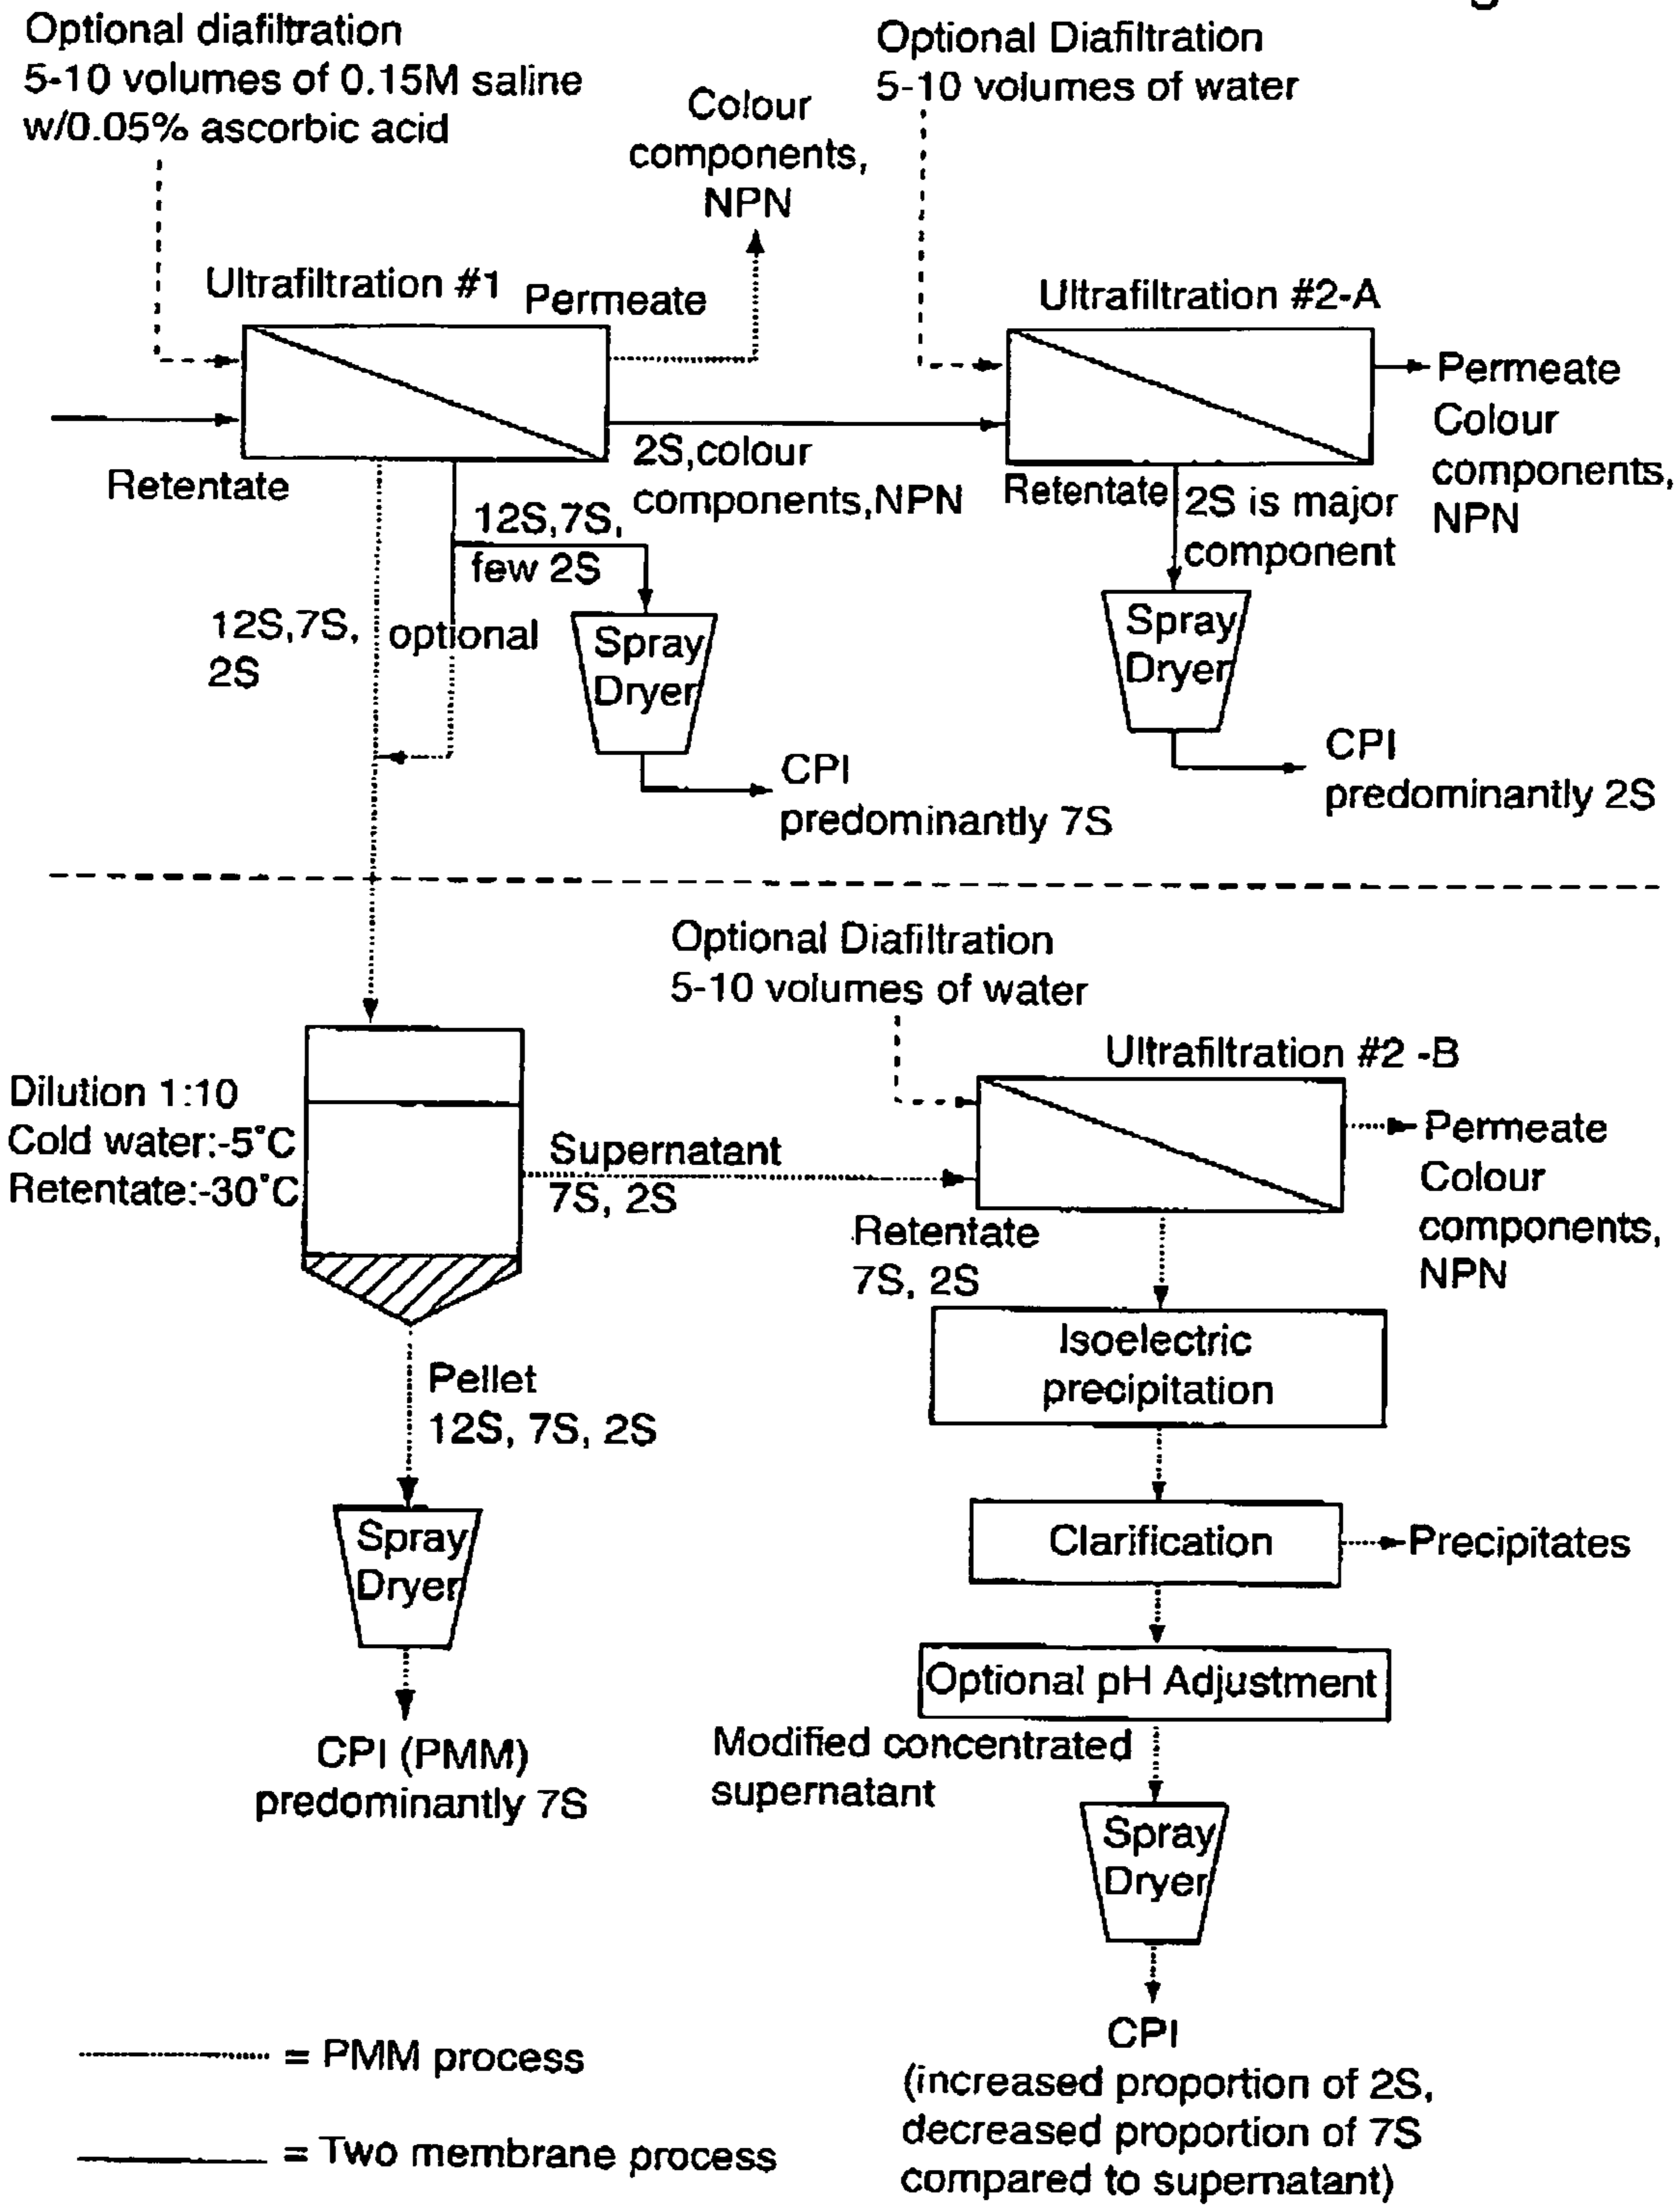 Optional diafiltration
5-10 volumes of 0.15M saline
w/0.05% ascorbic acid
Colour
components,
NPN
Optional Diafiltration
5-10 volumes of water
Ultrafiltration #1
Permeate
Ultrafiltration #2-A
Permeate
Colour
components,
NPN
Retentate
2S,colour
components,NPN
Retentate
2S is major
component
12S,7S,
few 2S
12S,7S,
2S
optional
Spray
Dryer
Spray
Dryer
CPI
predominantly 7S
CPI
predominantly 2S
Optional Diafiltration
5-10 volumes of water
Ultrafiltration #2 -B
Dilution 1:10
Cold water:-5°C
Retentate:-30°C
Supernatant
7S, 2S
Permeate
Colour
components,
NPN
Retentate
7S, 2S
Isoelectric
precipitation
Pellet
12S, 7S, 2S
Clarification
Precipitates
Spray
Dryer
Optional pH Adjustment
CPI (PMM)
predominantly 7S
Modified concentrated
supernatant
Spray
Dryer
CPI
(increased proportion of 2S,
decreased proportion of 7S
compared to supernatant)
= PMM process
= Two membrane process